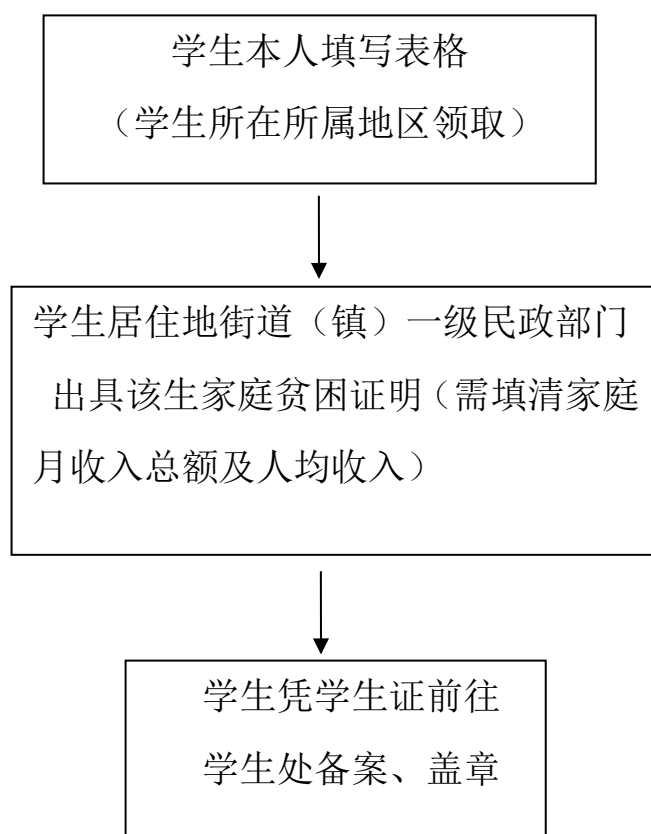 学生本人填写表格
（学生所在所属地区领取）
学生居住地街道（镇）一级民政部门
出具该生家庭贫困证明（需填清家庭
月收入总额及人均收入）
学生凭学生证前往
学生处备案、盖章